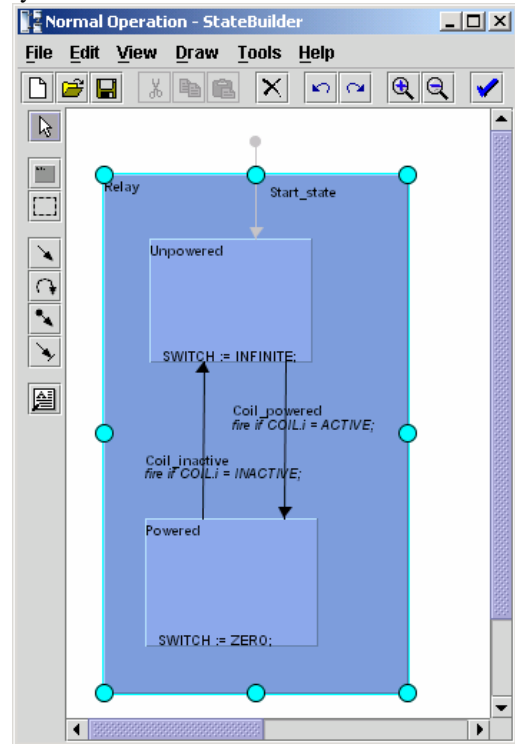 Normal Operation - StateBuilder
File Edit View Draw Tools Help
Relay
Start_state
Unpowered
SWITCH := INFINITE;
Coil_powered
fire if COIL.i = ACTIVE;
Coil_inactive
fire if COIL.i = INACTIVE;
Powered
SWITCH := ZERO;